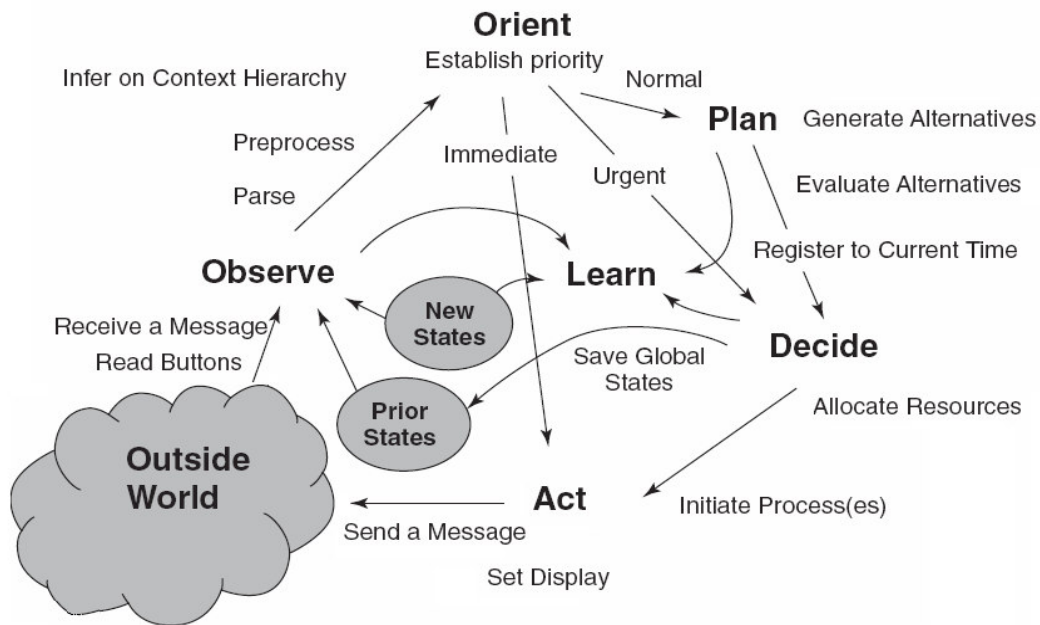 Orient
Establish priority
Infer on Context Hierarchy
Normal
Plan
Generate Alternatives
Preprocess
Immediate
Urgent
Evaluate Alternatives
Parse
Register to Current Time
Observe
Learn
New
States
Receive a Message
Read Buttons
Decide
Save Global
States
Prior
States
Allocate Resources
Outside
World
Act
Initiate Process(es)
Send a Message
Set Display